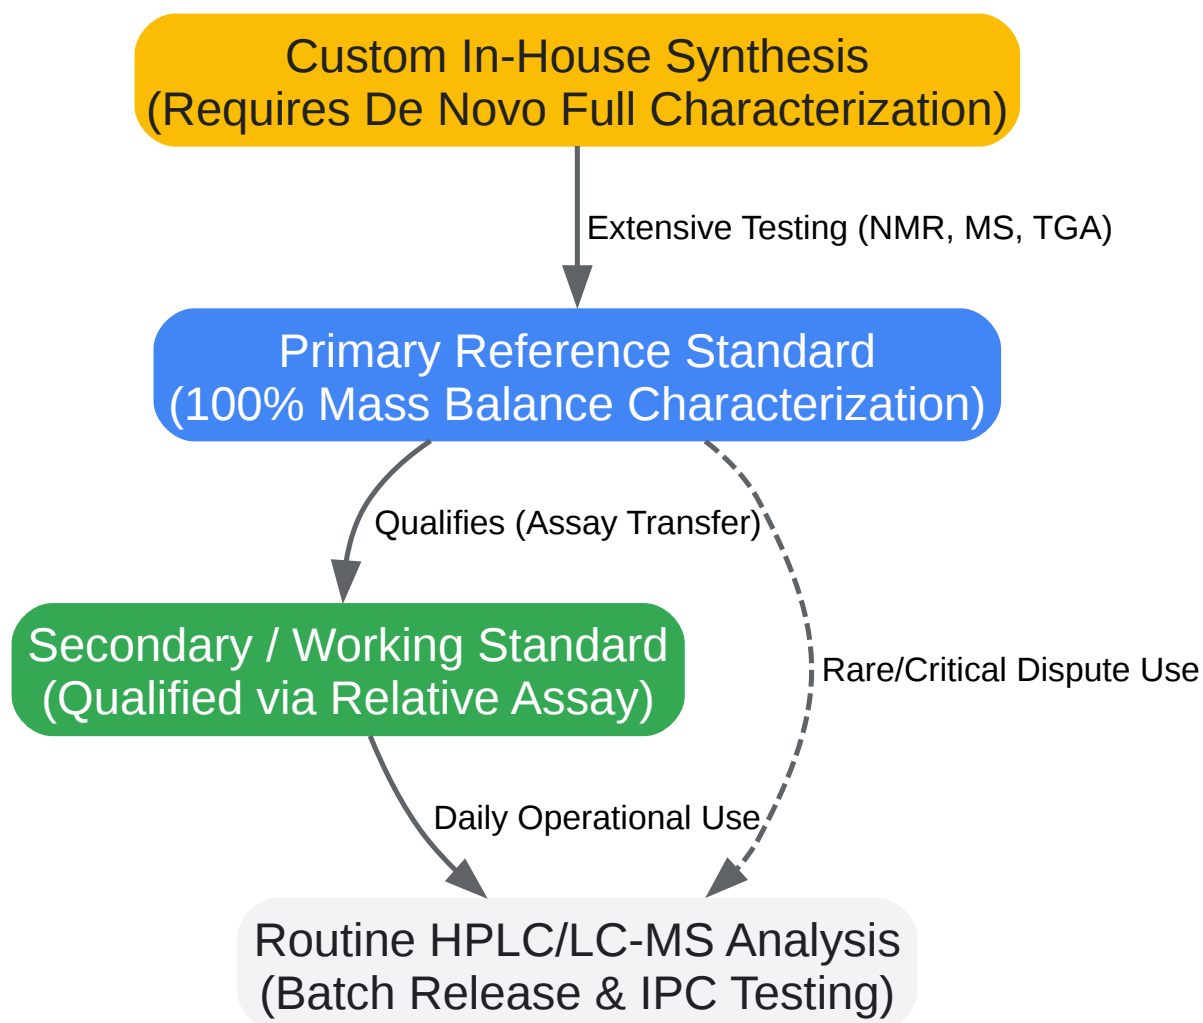 Custom In-House Synthesis
(Requires De Novo Full Characterization)
Extensive Testing (NMR, MS, TGA)
Primary Reference Standard
(100% Mass Balance Characterization)
Qualifies (Assay Transfer)
Secondary / Working Standard
(Qualified via Relative Assay)
Rare/Critical Dispute Use
Daily Operational Use
Routine HPLC/LC-MS Analysis
(Batch Release & IPC Testing)